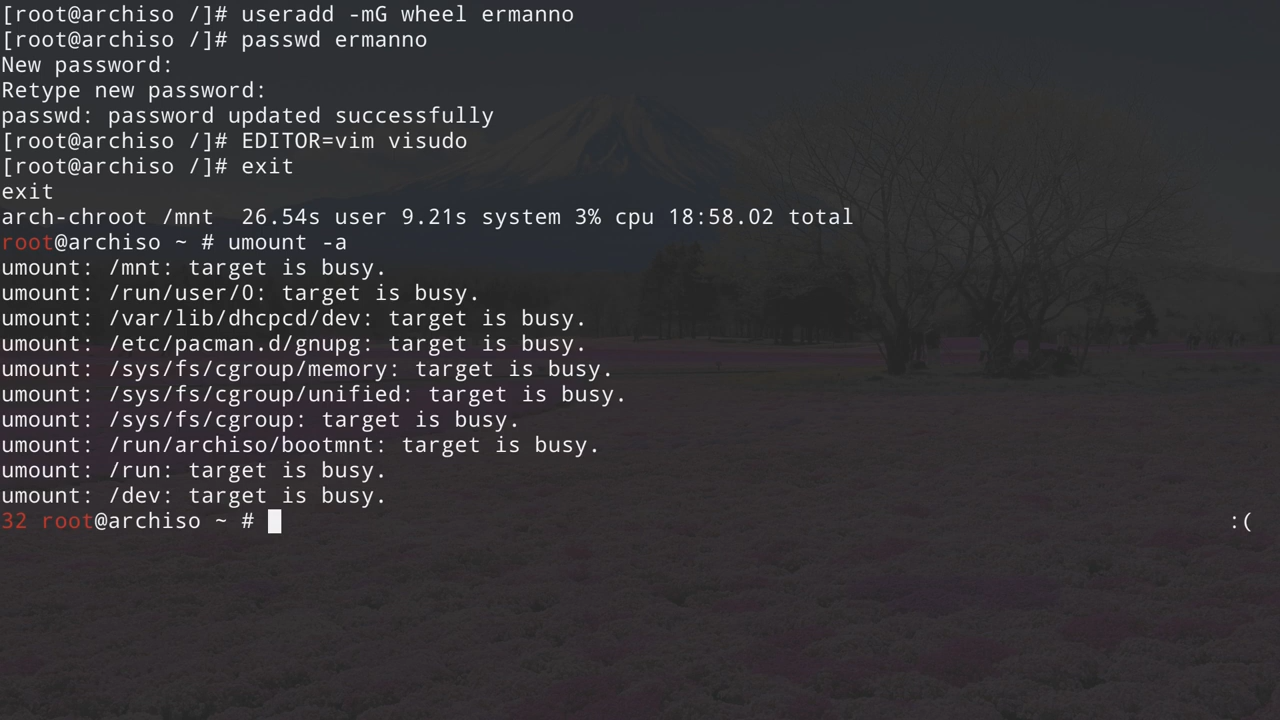 [root@archiso /]# useradd -mG wheel ermanno
[root@archiso /]# passwd ermanno
New password:
Retype new password:
passwd: password updated successfully
[root@archiso /]# EDITOR=vim visudo
[root@archiso /]# exit
exit
arch-chroot /mnt  26.54s user 9.21s system 3% cpu 18:58.02 total
root@archiso ~ # umount -a
umount: /mnt: target is busy.
umount: /run/user/0: target is busy.
umount: /var/lib/dhcpcd/dev: target is busy.
umount: /etc/pacman.d/gnupg: target is busy.
umount: /sys/fs/cgroup/memory: target is busy.
umount: /sys/fs/cgroup/unified: target is busy.
umount: /sys/fs/cgroup: target is busy.
umount: /run/archiso/bootmnt: target is busy.
umount: /run: target is busy.
umount: /dev: target is busy.
32 root@archiso ~ # :(